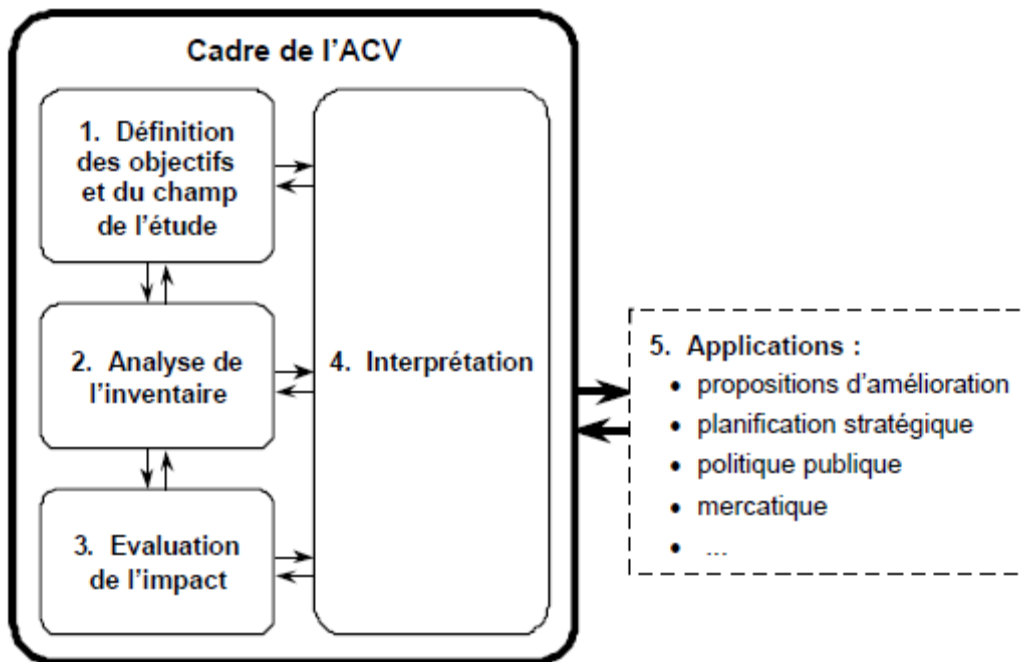 Cadre de l'ACV
1. Définition
des objectifs
et du champ
de l'étude
2. Analyse de
l'inventaire
3. Evaluation
de l'impact
4. Interprétation
5. Applications :
• propositions d'amélioration
• planification stratégique
• politique publique
• mercatique
• ...